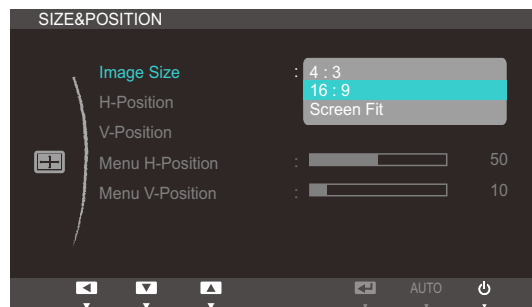 SIZE&POSITION
Image Size : 4 : 3
16 : 9
H-Position
Screen Fit
V-Position
Menu H-Position : 50
Menu V-Position : 10
AUTO